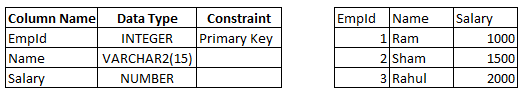 Column Name Data Type Constraint
EmpId INTEGER Primary Key
Name VARCHAR2(15)
Salary NUMBER
EmpId Name Salary
1 Ram 1000
2 Sham 1500
3 Rahul 2000